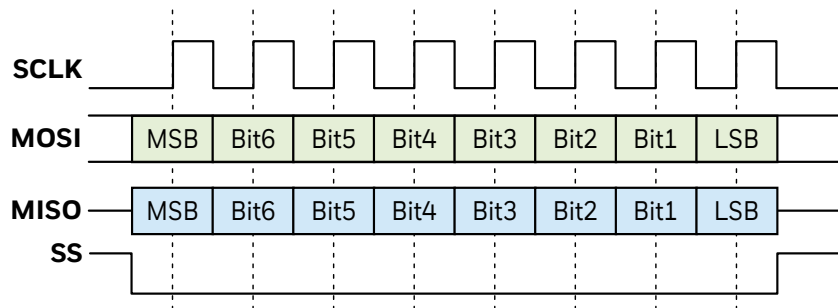 SCLK
MOSI MSB Bit6 Bit5 Bit4 Bit3 Bit2 Bit1 LSB
MISO MSB Bit6 Bit5 Bit4 Bit3 Bit2 Bit1 LSB
SS